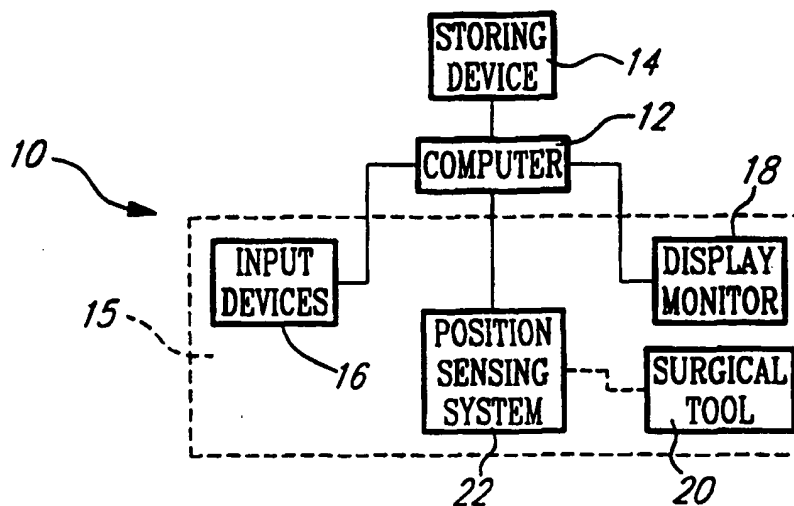 STORING
DEVICE
14
12
COMPUTER
10
18
INPUT
DEVICES
DISPLAY
MONITOR
15
16
POSITION
SENSING
SYSTEM
SURGICAL
TOOL
22
20